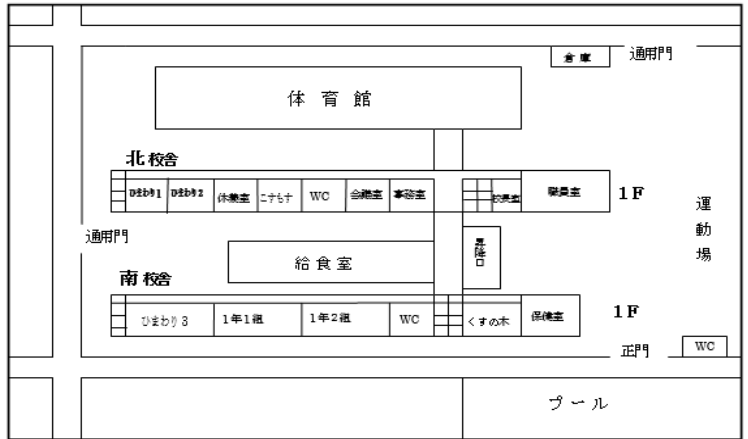 倉庫 通用門
体育館
北校舎
ひまわり1 ひまわり2 休養室 こすもす WC 会議室 事務室 校長室 職員室 1F
運動場
通用門
給食室 昇降口
南校舎
ひまわり3 1年1組 1年2組 WC くすの木 保健室 1F
正門 WC
プール